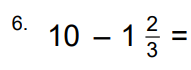 6. 10 – 1 2/3 =